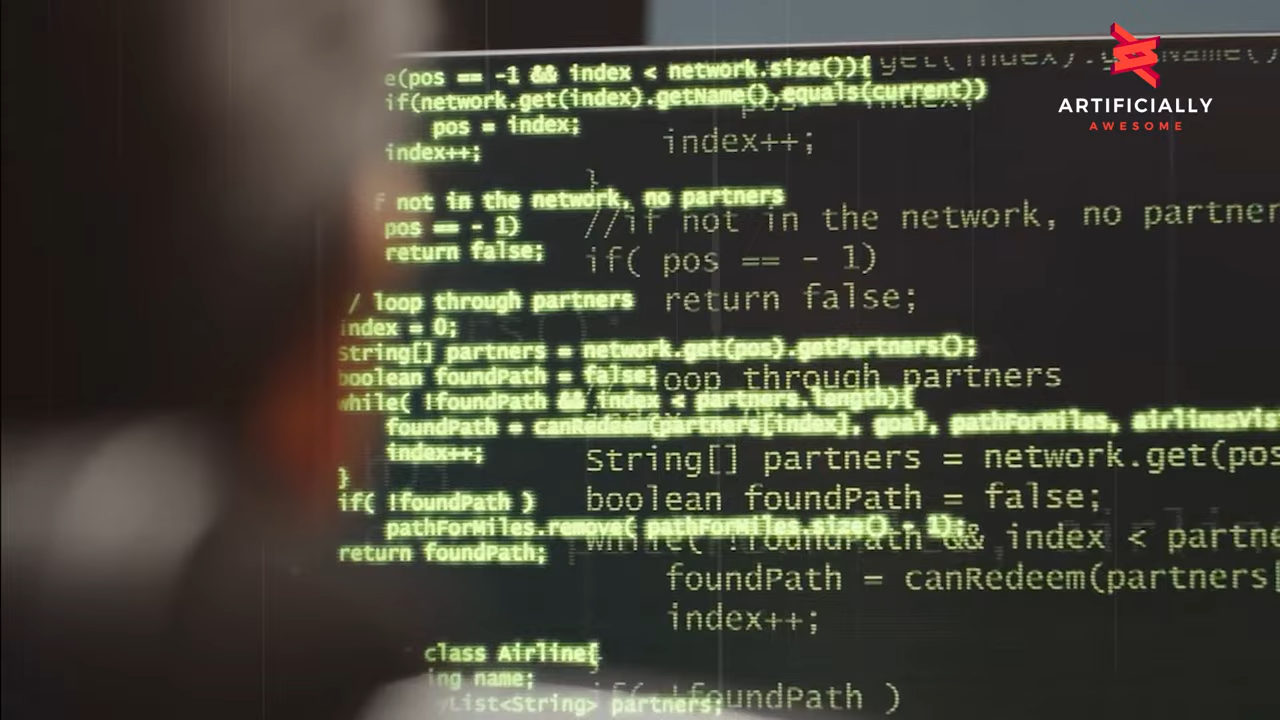 e(pos == -1 && index < network.size()){
if(network.get(index).getName().equals(current))
pos = index;
index++;
not in the network, no partners
pos == - 1)
return false;
/ loop through partners
index = 0;
String[] partners = network.get(pos).getPartners();
boolean foundPath = false;
while( !foundPath && index < partners.length){
foundPath = canRedeem(partners[index], goal, pathForMiles, airlinesVis
index++;
}
if( !foundPath )
pathForMiles.remove( pathForMiles.size() - 1);
return foundPath;
class Airline{
ing name;
yList<String> partners;
index++;
}
//if not in the network, no partner
if( pos == - 1)
return false;
oop through partners
String[] partners = network.get(pos
boolean foundPath = false;
while( !foundPath && index < partne
foundPath = canRedeem(partners[
index++;
if( !foundPath )
ARTIFICIALLY
AWESOME